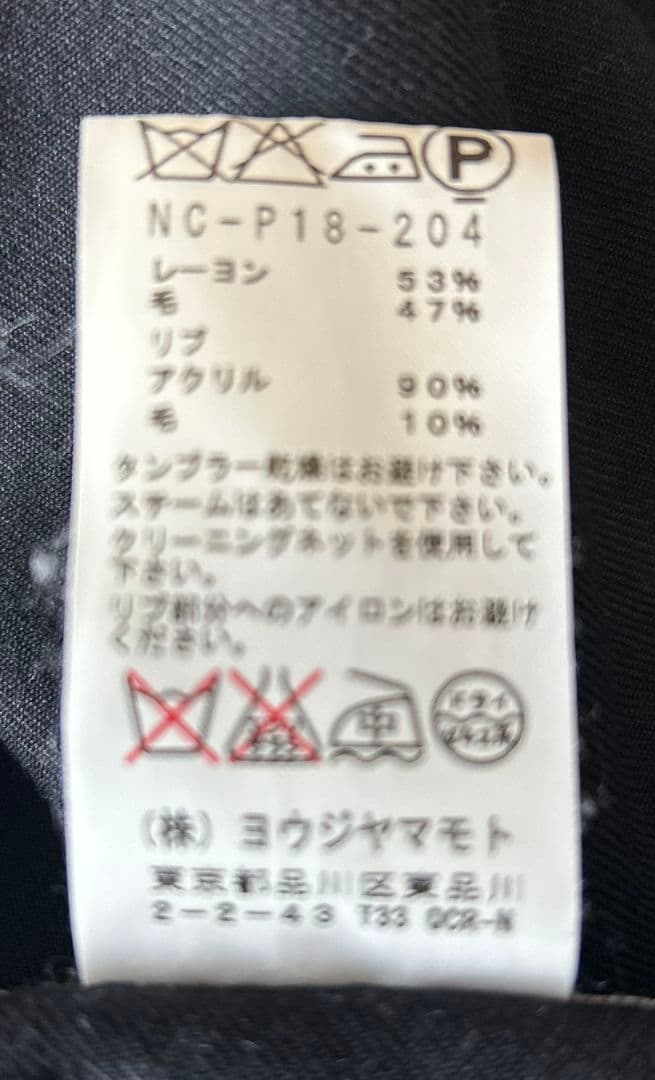 P
NC-P18-204
レーヨン 53%
毛 47%
リブ
アクリル 90%
毛 10%
タンブラー乾燥はお避け下さい。
スチームはあてないで下さい。
クリーニングネットを使用して
下さい。
リブ部分へのアイロンはお避け
ください。
中 ドライ
(株) ヨウジヤマモト
東京都品川区東品川
2-2-43 T33 QCR-N